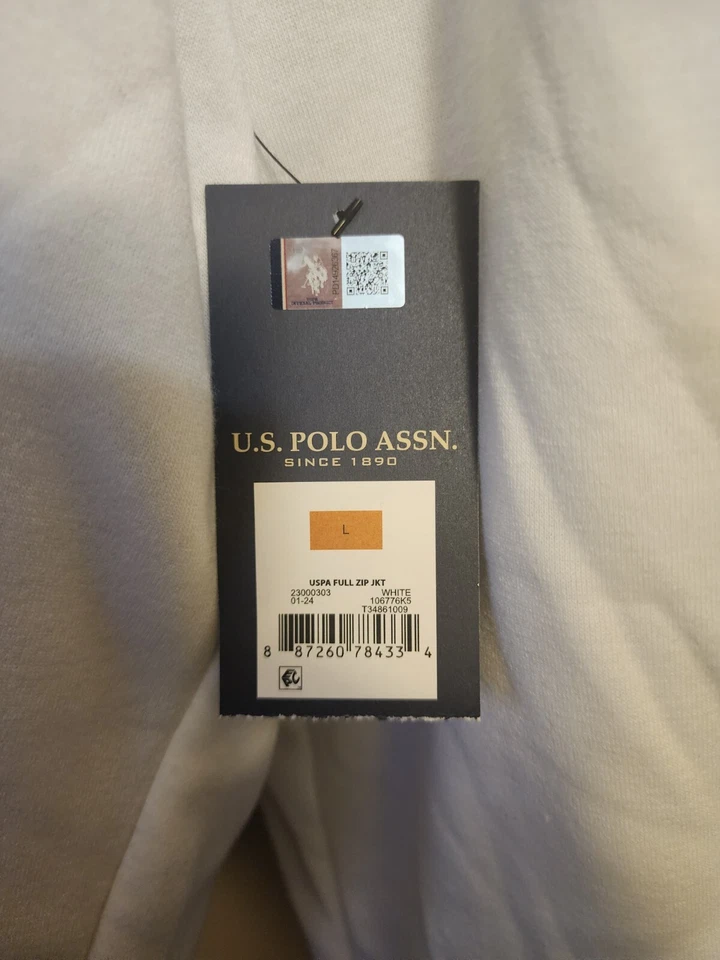 U.S. POLO ASSN.
SINCE 1890
L
USPA FULL ZIP JKT
23000303 WHITE
01-24 106776K5
T34861009
8 87260 78433 4